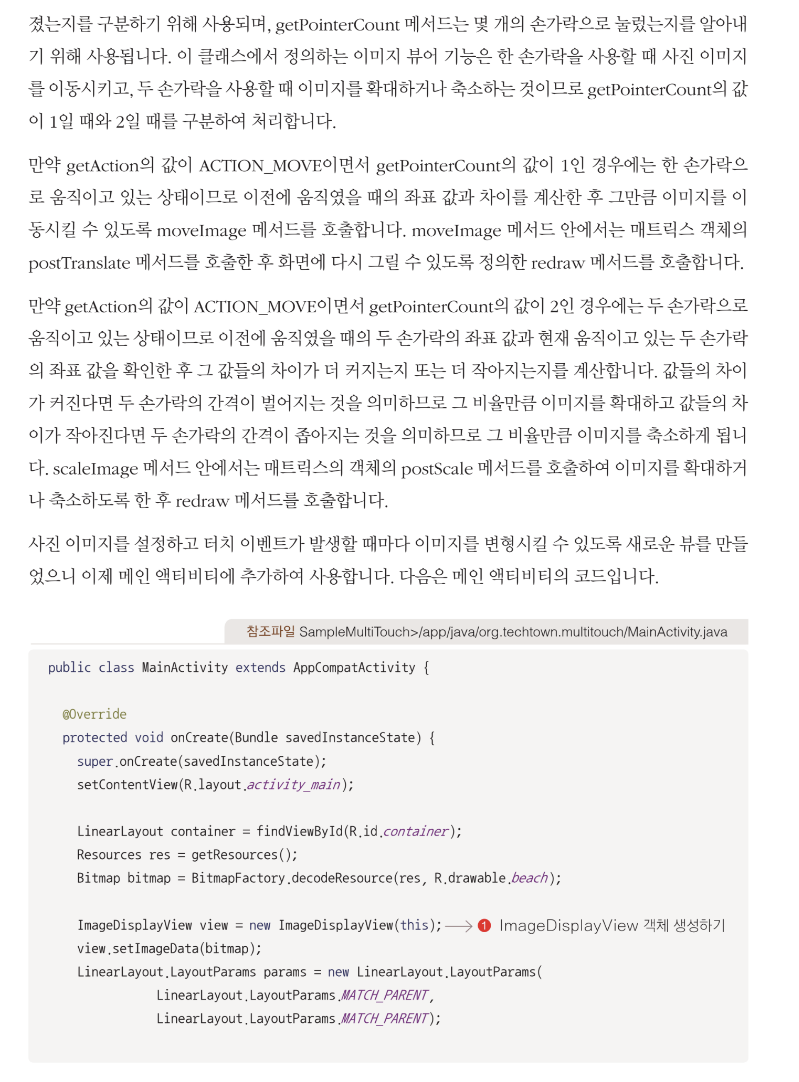 졌는지를 구분하기 위해 사용되며, getPointerCount 메서드는 몇 개의 손가락으로 눌렀는지를 알아내
기 위해 사용됩니다. 이 클래스에서 정의하는 이미지 뷰어 기능은 한 손가락을 사용할 때 사진 이미지
를 이동시키고, 두 손가락을 사용할 때 이미지를 확대하거나 축소하는 것이므로 getPointerCount의 값
이 1일 때와 2일 때를 구분하여 처리합니다.
만약 getAction의 값이 ACTION_MOVE이면서 getPointerCount의 값이 1인 경우에는 한 손가락으
로 움직이고 있는 상태이므로 이전에 움직였을 때의 좌표 값과 차이를 계산한 후 그만큼 이미지를 이
동시킬 수 있도록 moveImage 메서드를 호출합니다. moveImage 메서드 안에서는 매트릭스 객체의
postTranslate 메서드를 호출한 후 화면에 다시 그릴 수 있도록 정의한 redraw 메서드를 호출합니다.
만약 getAction의 값이 ACTION_MOVE이면서 getPointerCount의 값이 2인 경우에는 두 손가락으로
움직이고 있는 상태이므로 이전에 움직였을 때의 두 손가락의 좌표 값과 현재 움직이고 있는 두 손가락
의 좌표 값을 확인한 후 그 값들의 차이가 더 커지는지 또는 더 작아지는지를 계산합니다. 값들의 차이
가 커진다면 두 손가락의 간격이 벌어지는 것을 의미하므로 그 비율만큼 이미지를 확대하고 값들의 차
이가 작아진다면 두 손가락의 간격이 좁아지는 것을 의미하므로 그 비율만큼 이미지를 축소하게 됩니
다. scaleImage 메서드 안에서는 매트릭스의 객체의 postScale 메서드를 호출하여 이미지를 확대하거
나 축소하도록 한 후 redraw 메서드를 호출합니다.
사진 이미지를 설정하고 터치 이벤트가 발생할 때마다 이미지를 변형시킬 수 있도록 새로운 뷰를 만들
었으니 이제 메인 액티비티에 추가하여 사용합니다. 다음은 메인 액티비티의 코드입니다.
참조파일 SampleMultiTouch>/app/java/org.techtown.multitouch/MainActivity.java
public class MainActivity extends AppCompatActivity {
@Override
protected void onCreate(Bundle savedInstanceState) {
super.onCreate(savedInstanceState);
setContentView(R.layout.activity_main);
LinearLayout container = findViewById(R.id.container);
Resources res = getResources();
Bitmap bitmap = BitmapFactory.decodeResource(res, R.drawable.beach);
ImageDisplayView view = new ImageDisplayView(this); → ❶ ImageDisplayView 객체 생성하기
view.setImageData(bitmap);
LinearLayout.LayoutParams params = new LinearLayout.LayoutParams(
LinearLayout.LayoutParams.MATCH_PARENT,
LinearLayout.LayoutParams.MATCH_PARENT);